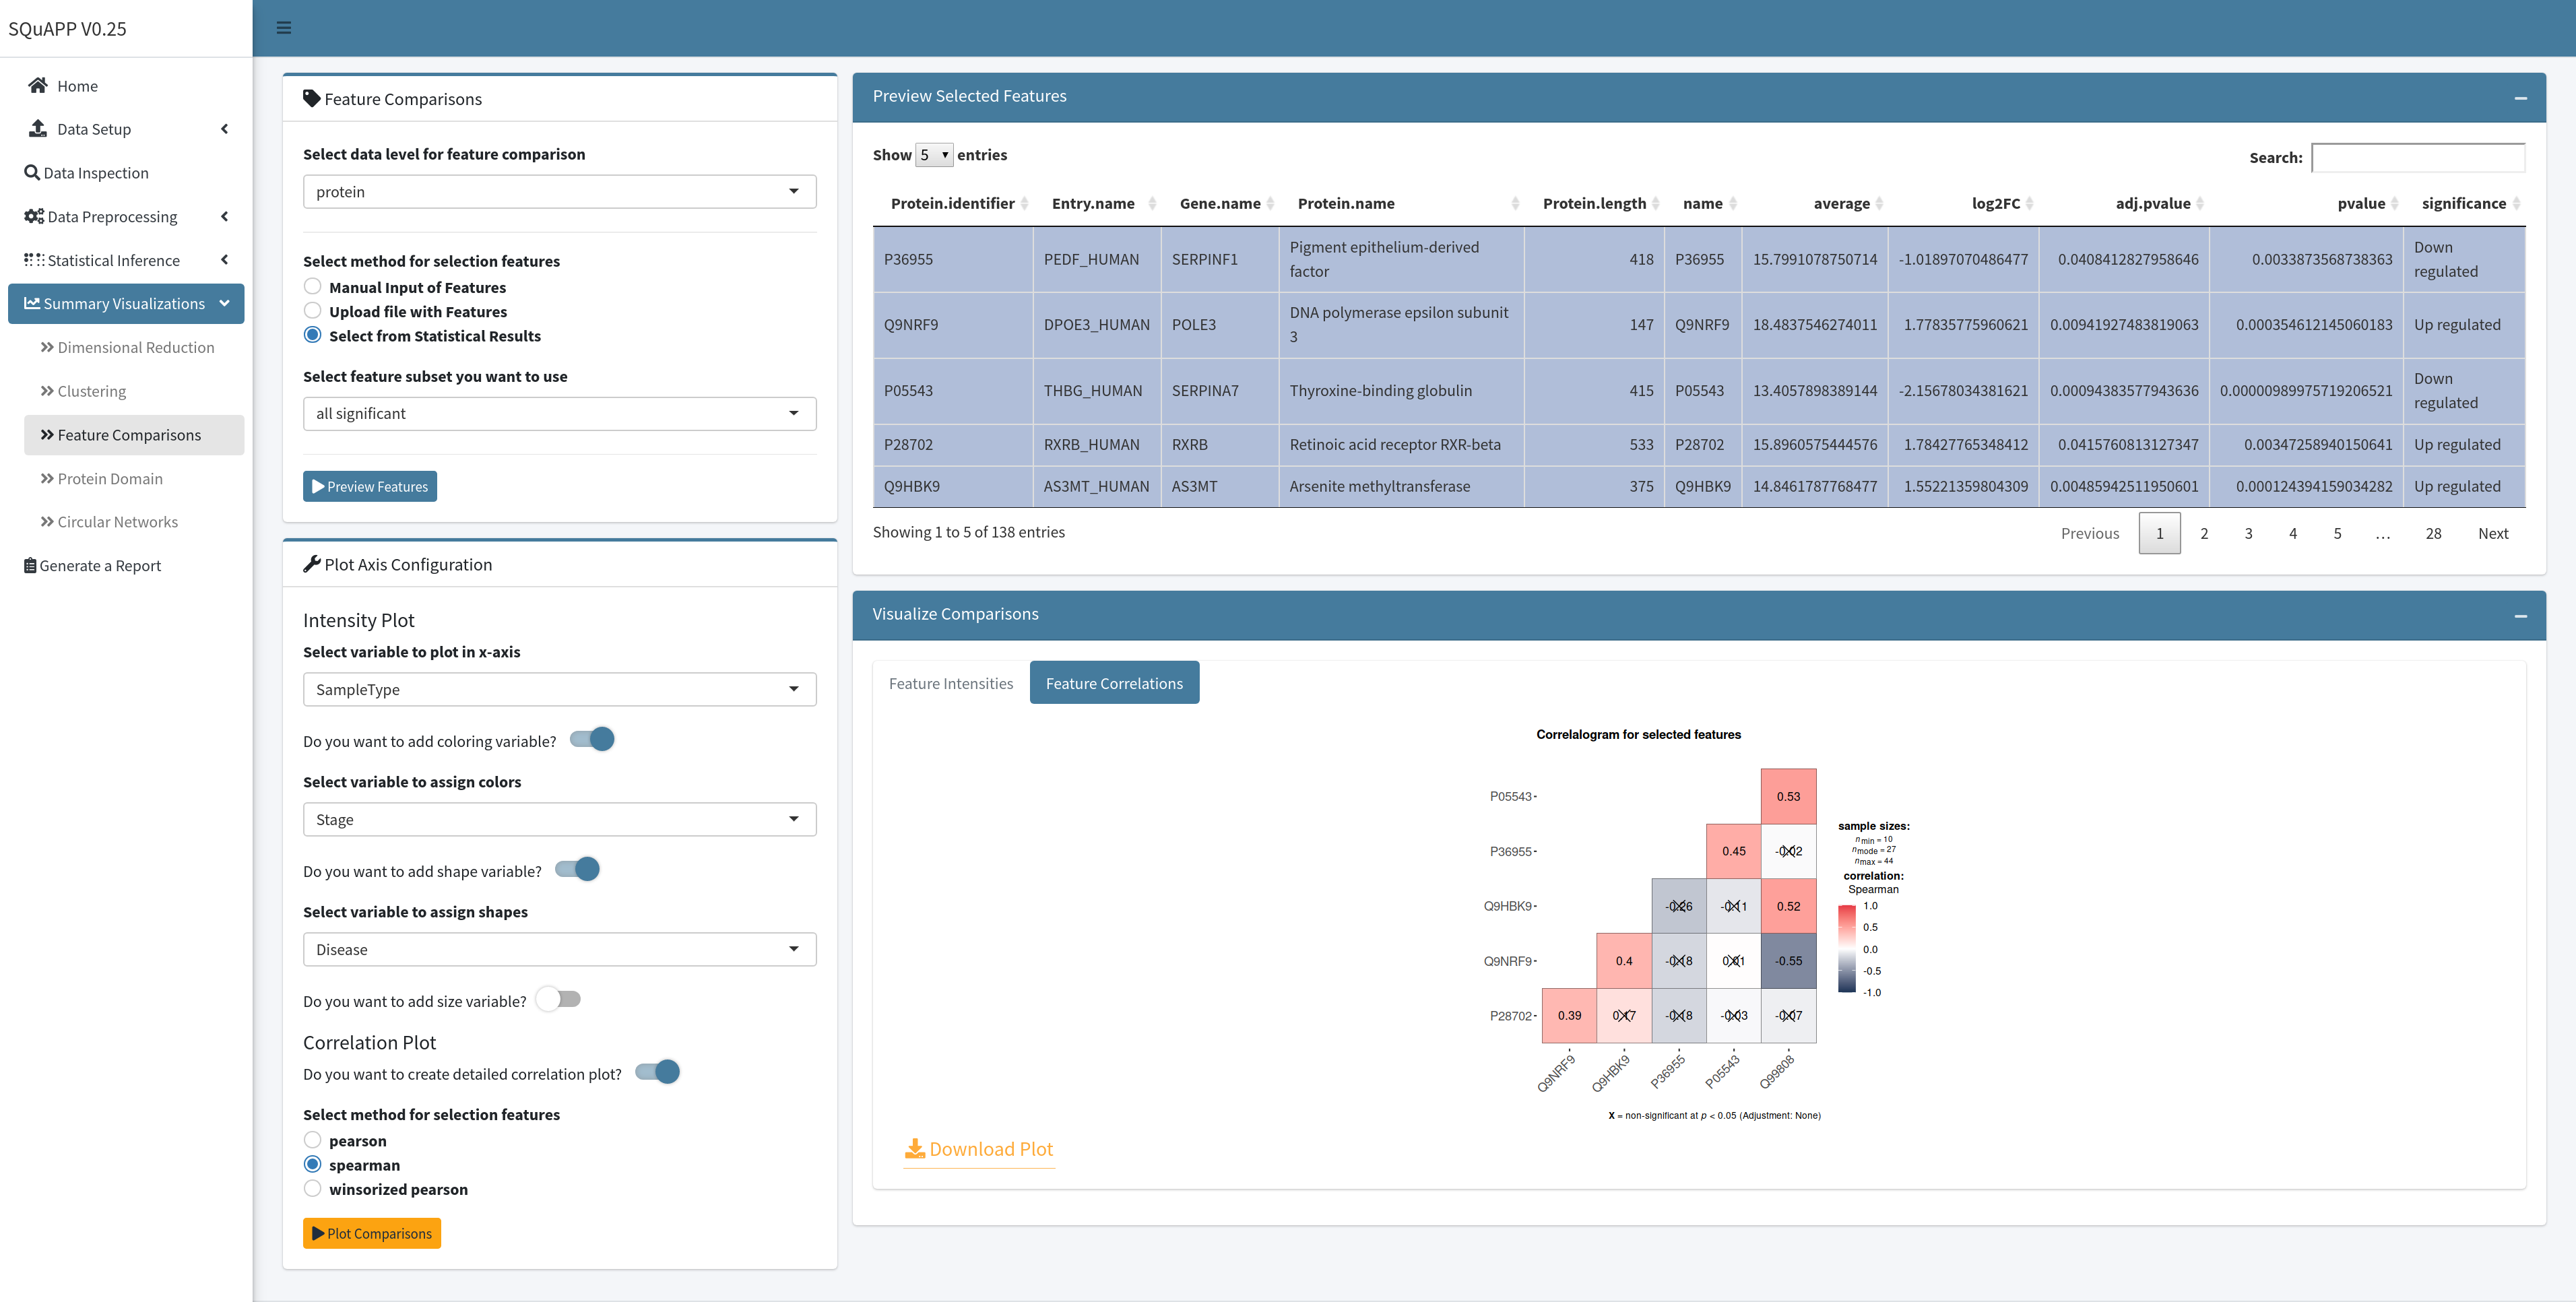 SQuAPP V0.25
Home
Data Setup
Data Inspection
Data Preprocessing
Statistical Inference
Summary Visualizations
Dimensional Reduction
Clustering
Feature Comparisons
Protein Domain
Circular Networks
Generate a Report
Feature Comparisons
Select data level for feature comparison
protein
Select method for selection features
Manual Input of Features
Upload file with Features
Select from Statistical Results
Select feature subset you want to use
all significant
Preview Features
Plot Axis Configuration
Intensity Plot
Select variable to plot in x-axis
SampleType
Do you want to add coloring variable?
Select variable to assign colors
Stage
Do you want to add shape variable?
Select variable to assign shapes
Disease
Do you want to add size variable?
Correlation Plot
Do you want to create detailed correlation plot?
Select method for selection features
pearson
spearman
winsorized pearson
Plot Comparisons
Preview Selected Features
Show 5 entries
Search:
Protein.identifier Entry.name Gene.name Protein.name Protein.length name average log2FC adj.pvalue pvalue significance
P36955 PEDF_HUMAN SERPINF1 Pigment epithelium-derived factor 418 P36955 15.7991078750714 -1.01897070486477 0.0408412827958646 0.0033873568738363 Down regulated
Q9NRF9 DPOE3_HUMAN POLE3 DNA polymerase epsilon subunit 3 147 Q9NRF9 18.4837546274011 1.77835775960621 0.00941927483819063 0.000354612145060183 Up regulated
P05543 THBG_HUMAN SERPINA7 Thyroxine-binding globulin 415 P05543 13.4057898389144 -2.15678034381621 0.00094383577943636 0.00000989975719206521 Down regulated
P28702 RXRB_HUMAN RXRB Retinoic acid receptor RXR-beta 533 P28702 15.8960575444576 1.78427765348412 0.0415760813127347 0.00347258940150641 Up regulated
Q9HBK9 AS3MT_HUMAN AS3MT Arsenite methyltransferase 375 Q9HBK9 14.8461787768477 1.55221359804309 0.00485942511950601 0.000124394159034282 Up regulated
Showing 1 to 5 of 138 entries
Previous 1 2 3 4 5 … 28 Next
Visualize Comparisons
Feature Intensities
Feature Correlations
Correlalogram for selected features
P05543 0.53
P36955 0.45 -0.02
Q9HBK9 -0.26 -0.11 0.52
Q9NRF9 0.4 -0.18 0.01 -0.55
P28702 0.39 0.17 -0.18 -0.03 -0.07
Q9NRF9 Q9HBK9 P36955 P05543 Q99808
sample sizes:
n min = 10
n mode = 27
n max = 44
correlation:
Spearman
1.0
0.5
0.0
-0.5
-1.0
X = non-significant at p < 0.05 (Adjustment: None)
Download Plot